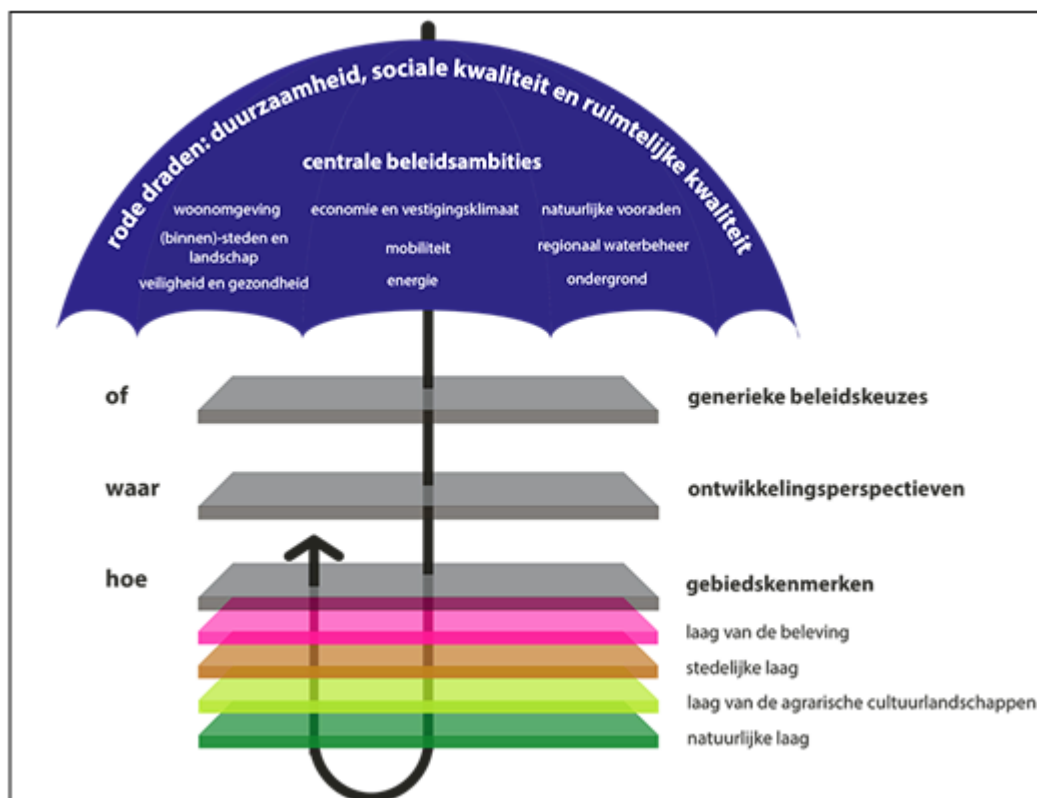 rode draden: duurzaamheid, sociale kwaliteit en ruimtelijke kwaliteit
centrale beleidsambities
woonomgeving
(binnen)-steden en
landschap
veiligheid en gezondheid
economie en vestigingsklimaat
mobiliteit
energie
natuurlijke vooraden
regionaal waterbeheer
ondergrond
of
generieke beleidskeuzes
waar
ontwikkelingsperspectieven
hoe
gebiedskenmerken
laag van de beleving
stedelijke laag
laag van de agrarische cultuurlandschappen
natuurlijke laag